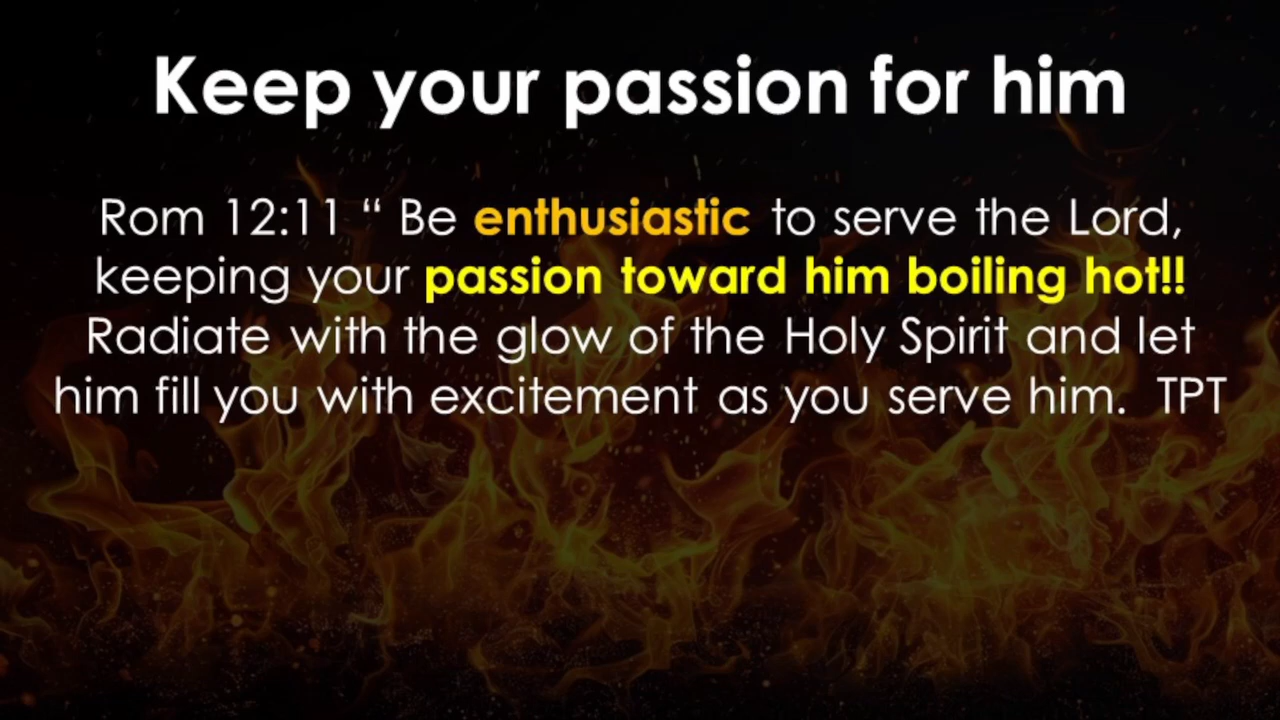 Keep your passion for him
Rom 12:11 “ Be enthusiastic to serve the Lord,
keeping your passion toward him boiling hot!!
Radiate with the glow of the Holy Spirit and let
him fill you with excitement as you serve him.  TPT